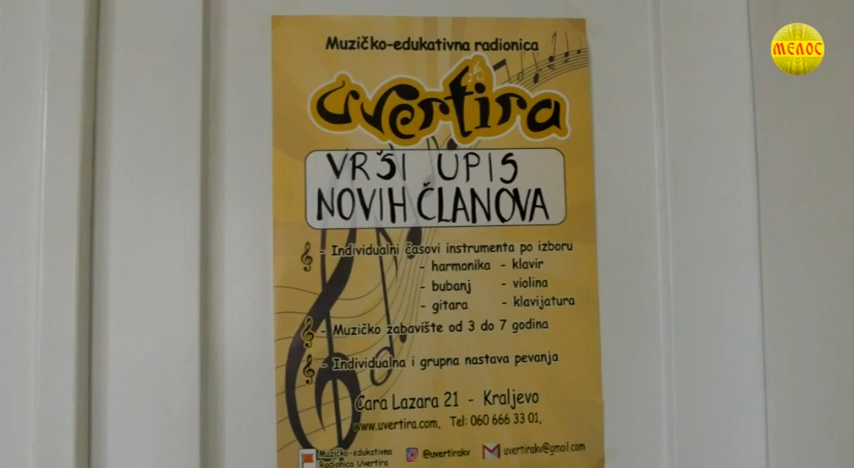 МЕЛОС
Muzičko-edukativna radionica
uvertira
VRŠI UPIS
NOVIH ČLANOVA
- Individualni časovi instrumenta po izboru
- harmonika - klavir
- bubanj - violina
- gitara - klavijatura
- Muzičko zabavište od 3 do 7 godina
- Individualna i grupna nastava pevanja
Cara Lazara 21 - Kraljevo
www.uvertira.com, Tel: 060 666 33 01,
Muzičko-edukativna
Radionica Uvertira
@uvertirakv
uvertirakv@gmail.com